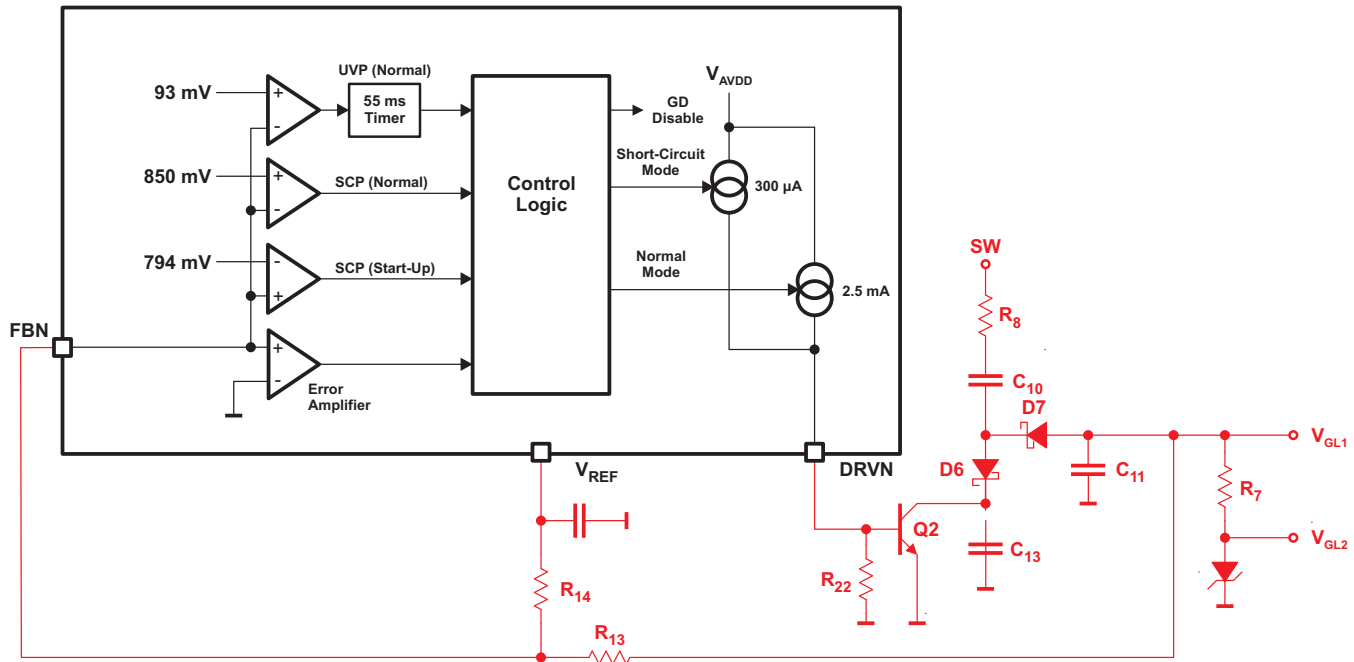 UVP (Normal)
93 mV
+
-
55 ms
Timer
850 mV
+
-
SCP (Normal)
794 mV
-
+
SCP (Start-Up)
FBN
+
-
Error
Amplifier
Control
Logic
GD
Disable
Short-Circuit
Mode
Normal
Mode
VAVDD
300 µA
2.5 mA
VREF
DRVN
SW
R8
C10
D7
D6
C11
VGL1
R7
VGL2
Q2
C13
R22
R14
R13